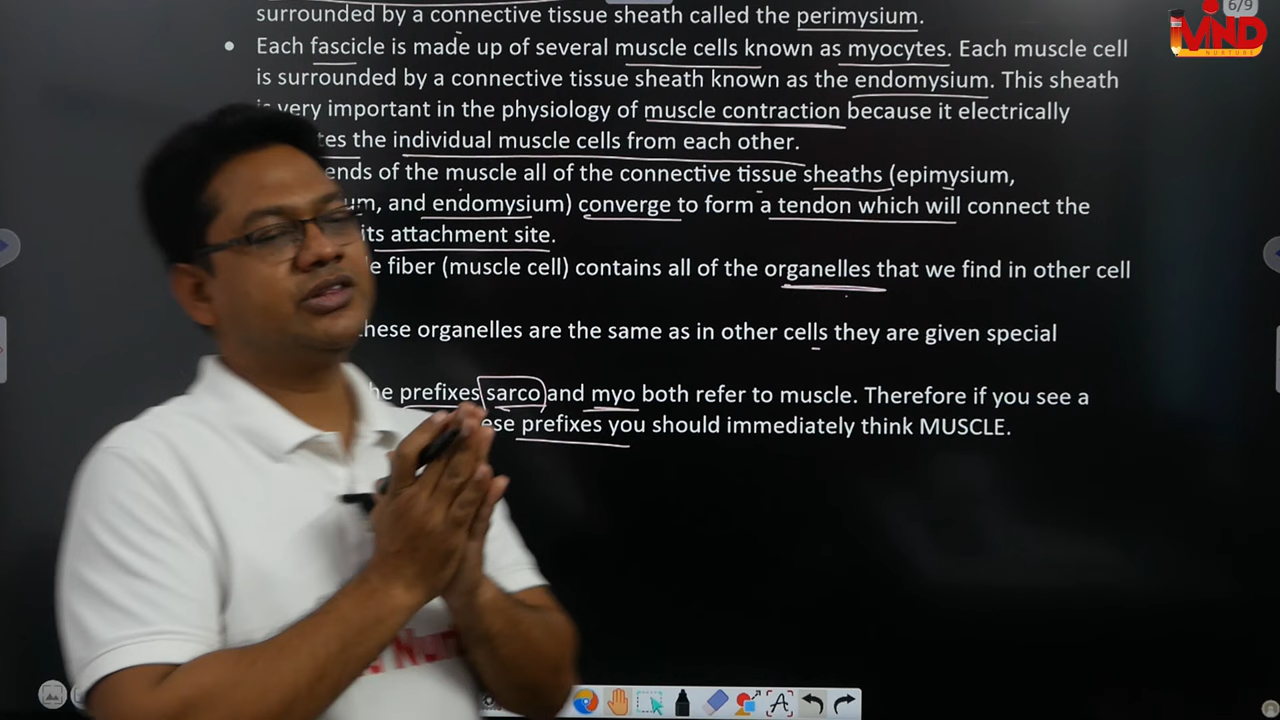 surrounded by a connective tissue sheath called the perimysium.
6/9
MIND
NURTURE
• Each fascicle is made up of several muscle cells known as myocytes. Each muscle cell
is surrounded by a connective tissue sheath known as the endomysium. This sheath
very important in the physiology of muscle contraction because it electrically
the individual muscle cells from each other.
ends of the muscle all of the connective tissue sheaths (epimysium,
and endomysium) converge to form a tendon which will connect the
its attachment site.
fiber (muscle cell) contains all of the organelles that we find in other cell
these organelles are the same as in other cells they are given special
prefixes sarco and myo both refer to muscle. Therefore if you see a
prefixes you should immediately think MUSCLE.